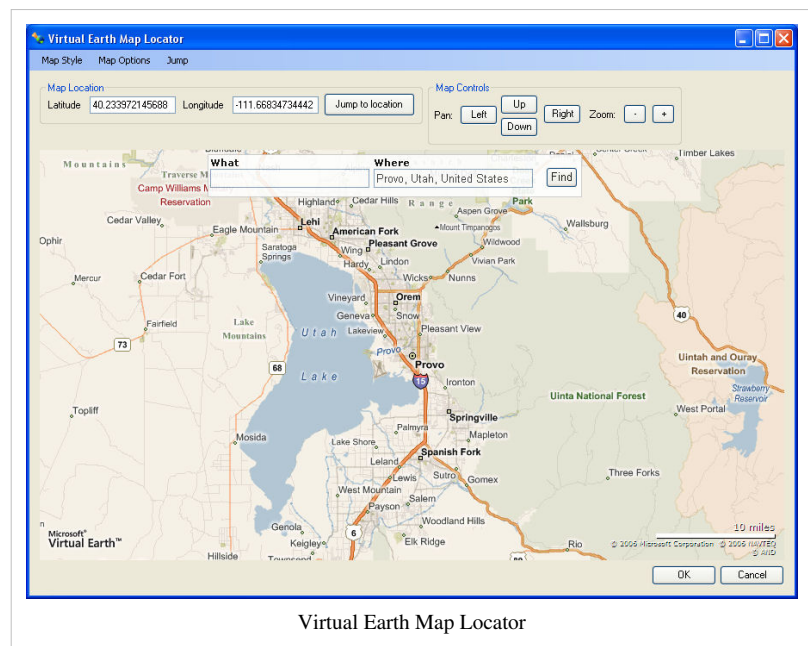 Virtual Earth Map Locator
Map Style Map Options Jump
Map Location
Latitude 40.233972145688 Longitude -111.66834734442 Jump to location
Map Controls
Pan: Left Up Down Right Zoom: - +
What Where
Provo, Utah, United States Find
Mountains
Traverse
Timber Lakes
Camp Williams
Reservation
Park
Highland
Cedar Hills
Range
Aspen Grove
Cedar Valley
Lehi
Wallsburg
Eagle Mountain
American Fork
Mount Timpanogos
Ophir
Pleasant Grove
Wildwood
Saratoga
Springs
Wing
Lindon
Vivian Park
Hardy
Mercur
Cedar Fort
Wicks
Nunns
Vineyard
Orem
Geneva
Snow
40
Fairfield
Lake
Mountains
Utah
Lake
Lakeview
Pleasant View
73
Provo
Provo
68
15
Ironton
Uintah and Ouray
Reservation
Strawberry
Reservoir
Uinta National Forest
Topliff
West Portal
Springville
Palmyra
Mapleton
Mosida
Lake Shore
Spanish Fork
Leland
Lewis
Sutro
Gomex
Three Forks
West Mountain
Salem
Payson
Woodland Hills
Genola
6
Keigley
Elk Ridge
Rio
Hillside
Townsend
89
Microsoft®
Virtual Earth™
10 miles
© 2006 Microsoft Corporation © 2006 NAVTEQ
© AND
OK Cancel
Virtual Earth Map Locator